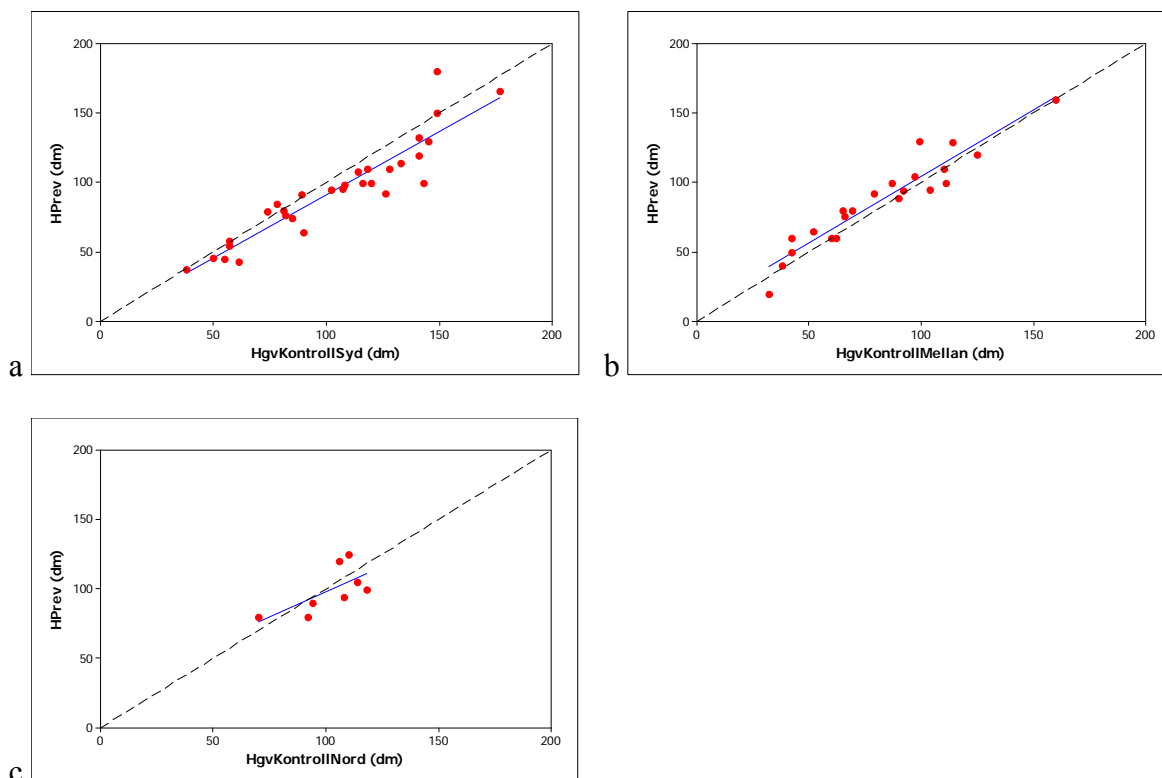 200
150
100
50
0
HPrev (dm)
0 50 100 150 200
HgvKontrollSyd (dm)
a
200
150
100
50
0
HPrev (dm)
0 50 100 150 200
HgvKontrollMellan (dm)
b
200
150
100
50
0
HPrev (dm)
0 50 100 150 200
HgvKontrollNord (dm)
c